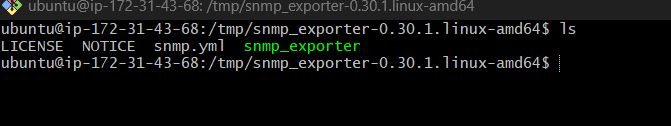 ubuntu@ip-172-31-43-68: /tmp/snmp_exporter-0.30.1.linux-amd64
ubuntu@ip-172-31-43-68:/tmp/snmp_exporter-0.30.1.linux-amd64$ ls
LICENSE  NOTICE  snmp.yml  snmp_exporter
ubuntu@ip-172-31-43-68:/tmp/snmp_exporter-0.30.1.linux-amd64$